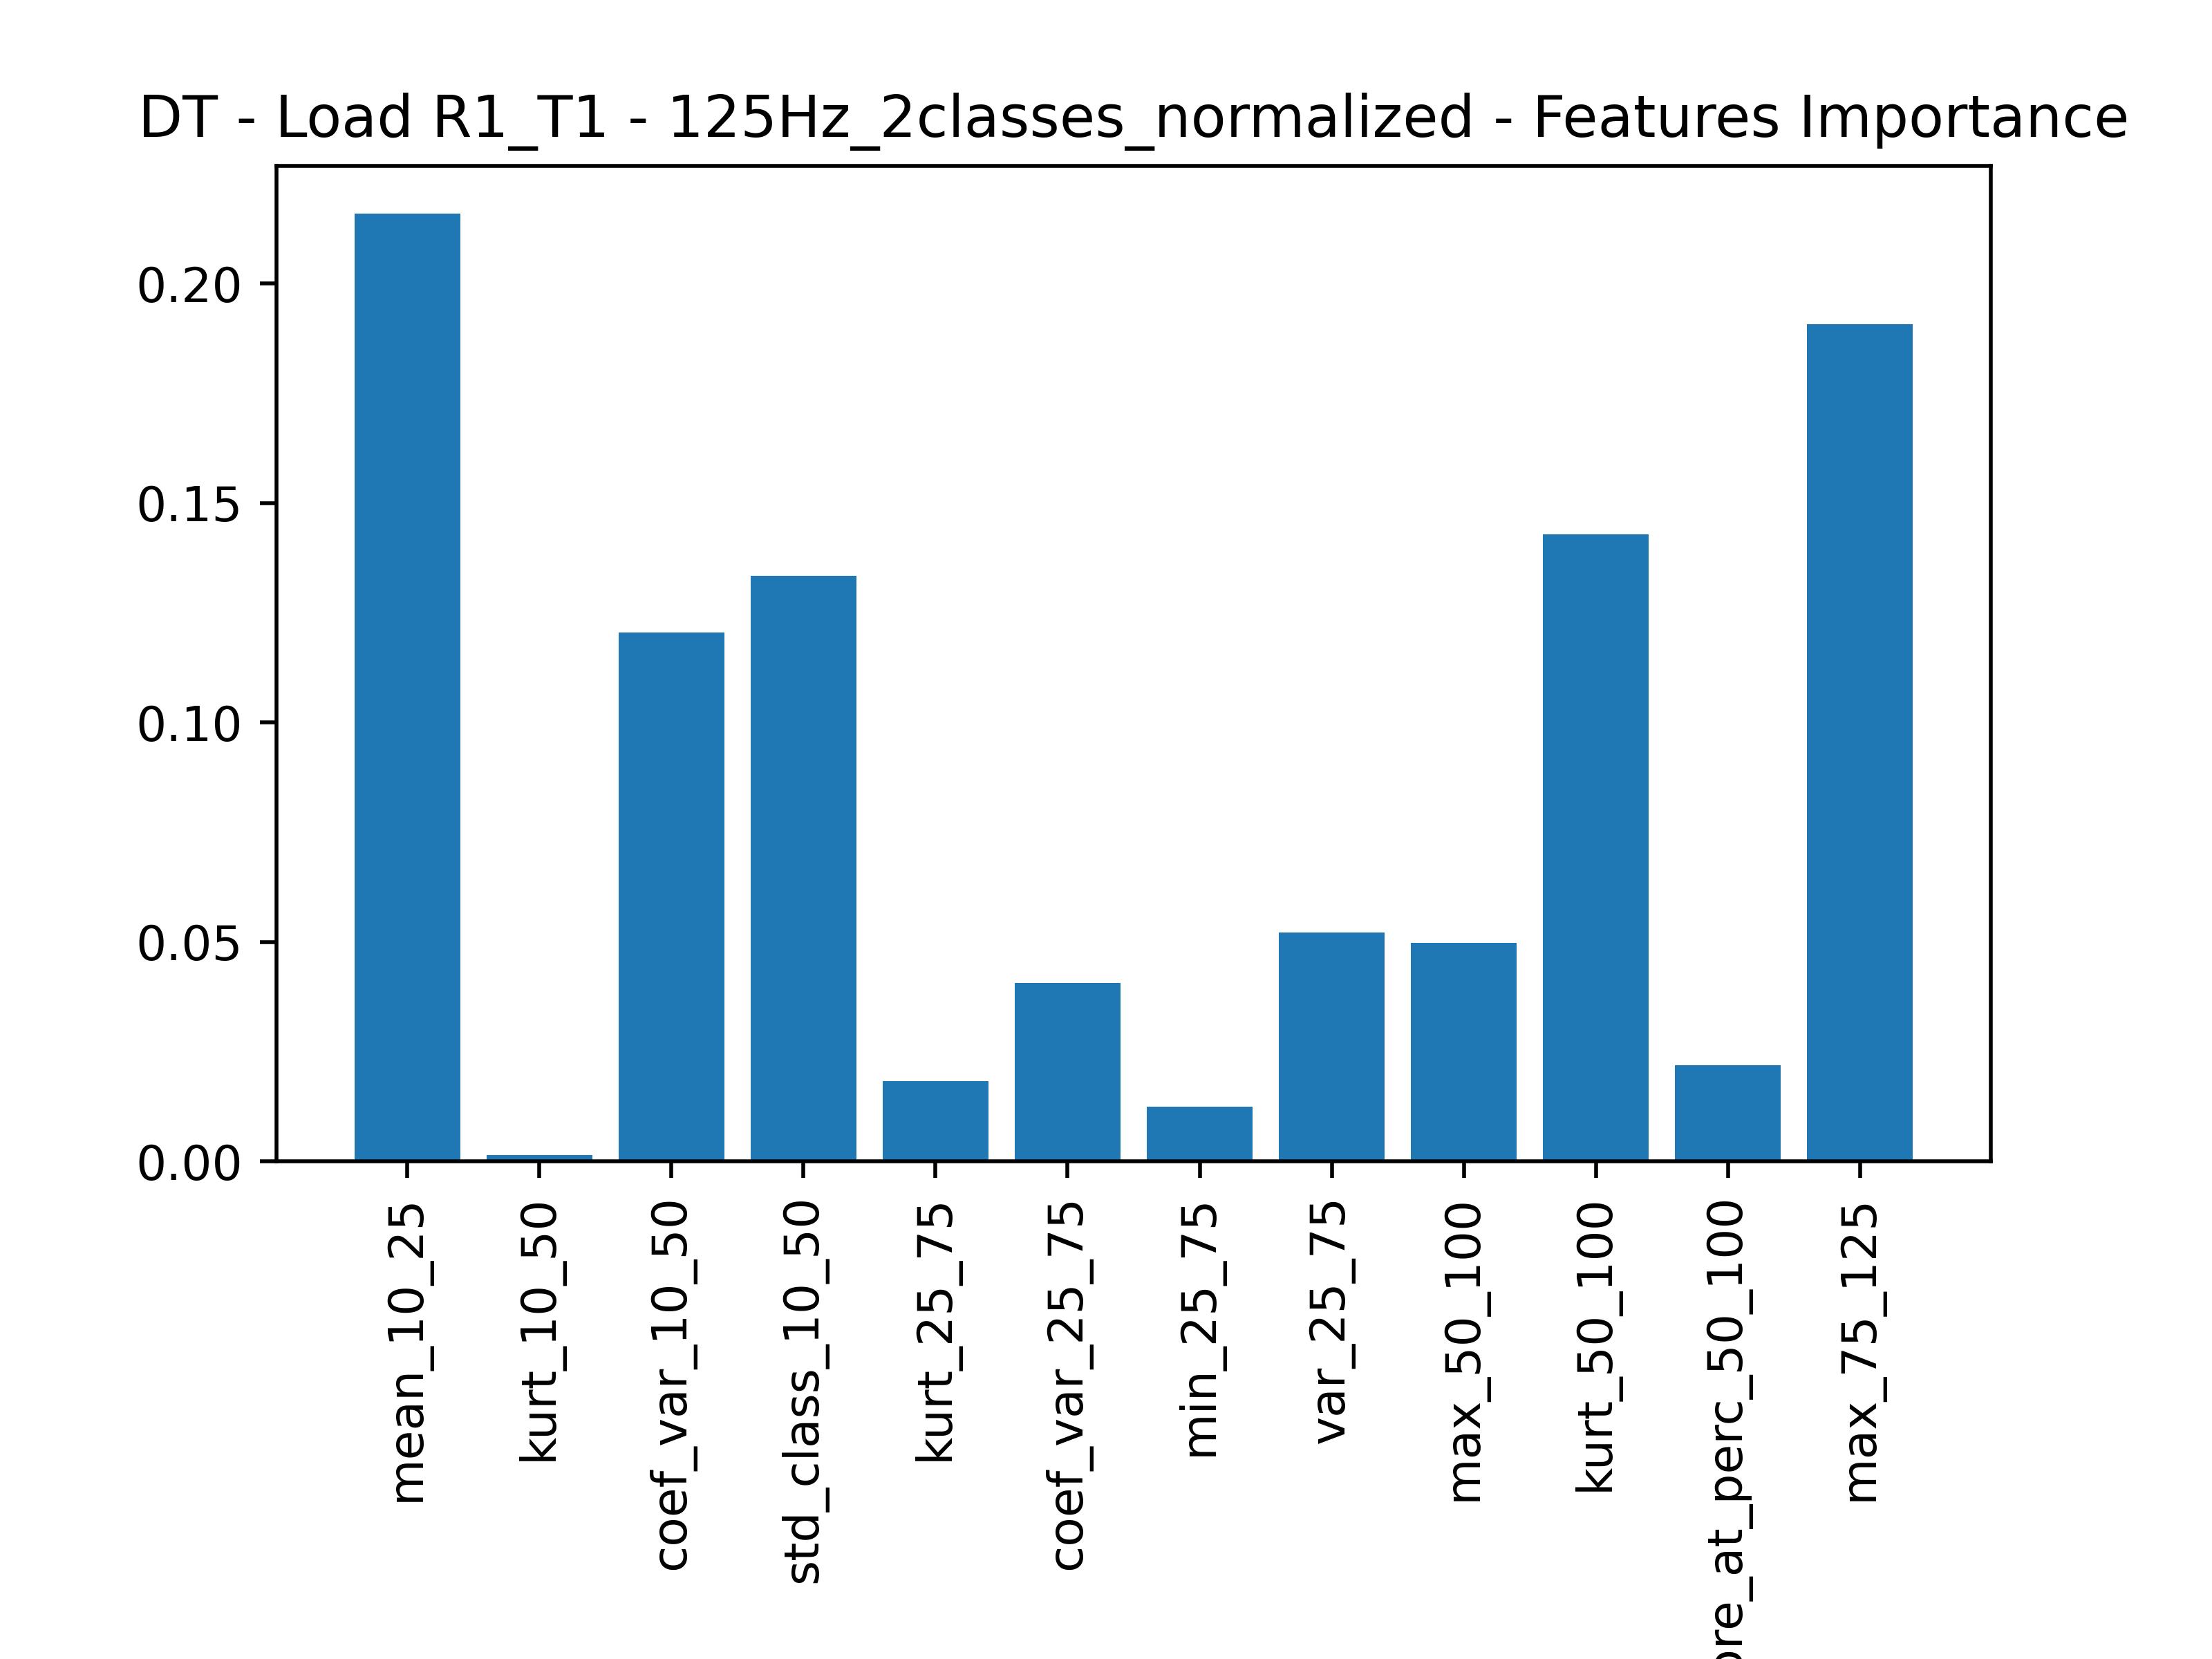 DT - Load R1_T1 - 125Hz_2classes_normalized - Features Importance
0.20
0.15
0.10
0.05
0.00
mean_10_25
kurt_10_50
coef_var_10_50
std_class_10_50
kurt_25_75
coef_var_25_75
min_25_75
var_25_75
max_50_100
kurt_50_100
ore_at_perc_50_100
max_75_125